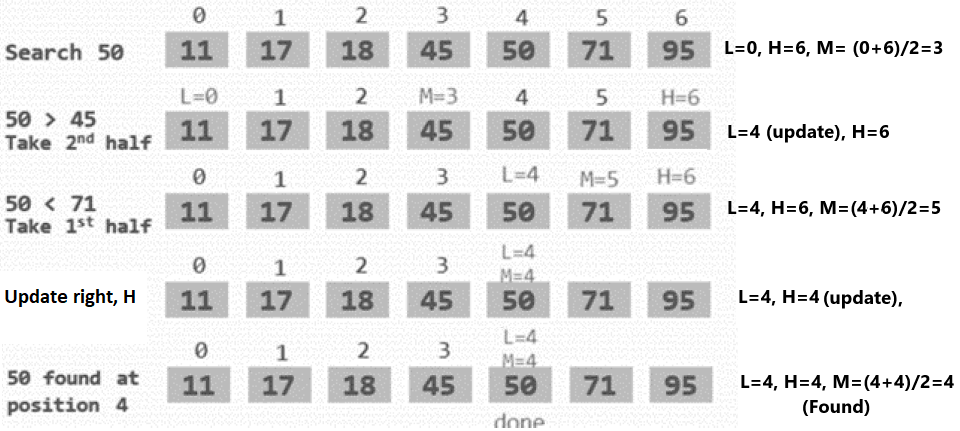 0 1 2 3 4 5 6
Search 50 11 17 18 45 50 71 95 L=0, H=6, M= (0+6)/2=3
L=0 1 2 M=3 4 5 H=6
50 > 45
Take 2nd half 11 17 18 45 50 71 95 L=4 (update), H=6
0 1 2 3 L=4 M=5 H=6
50 < 71
Take 1st half 11 17 18 45 50 71 95 L=4, H=6, M=(4+6)/2=5
L=4
0 1 2 3 M=4
Update right, H 11 17 18 45 50 71 95 L=4, H=4 (update),
L=4
0 1 2 3 M=4
50 found at
position 4 11 17 18 45 50 71 95 L=4, H=4, M=(4+4)/2=4
(Found)
done